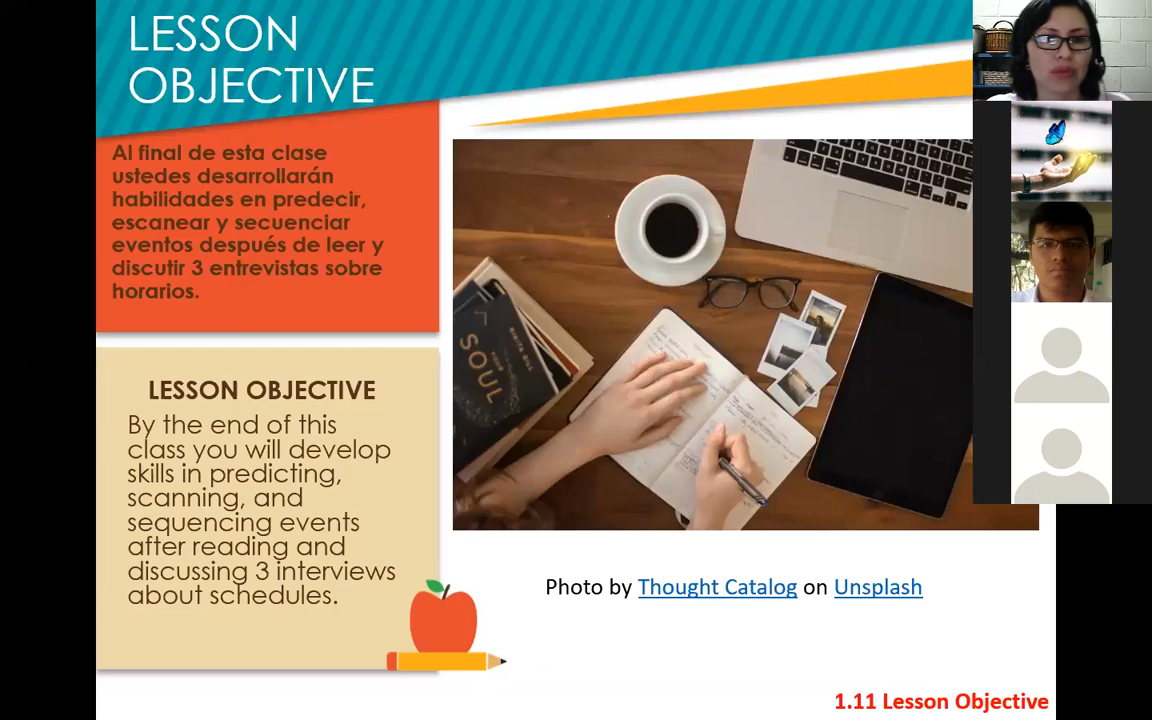 LESSON
OBJECTIVE
Al final de esta clase
ustedes desarrollarán
habilidades en predecir,
escanear y secuenciar
eventos después de leer y
discutir 3 entrevistas sobre
horarios.
LESSON OBJECTIVE
By the end of this
class you will develop
skills in predicting,
scanning, and
sequencing events
after reading and
discussing 3 interviews
about schedules.
YOUR
SOUL
Photo by Thought Catalog on Unsplash
1.11 Lesson Objective